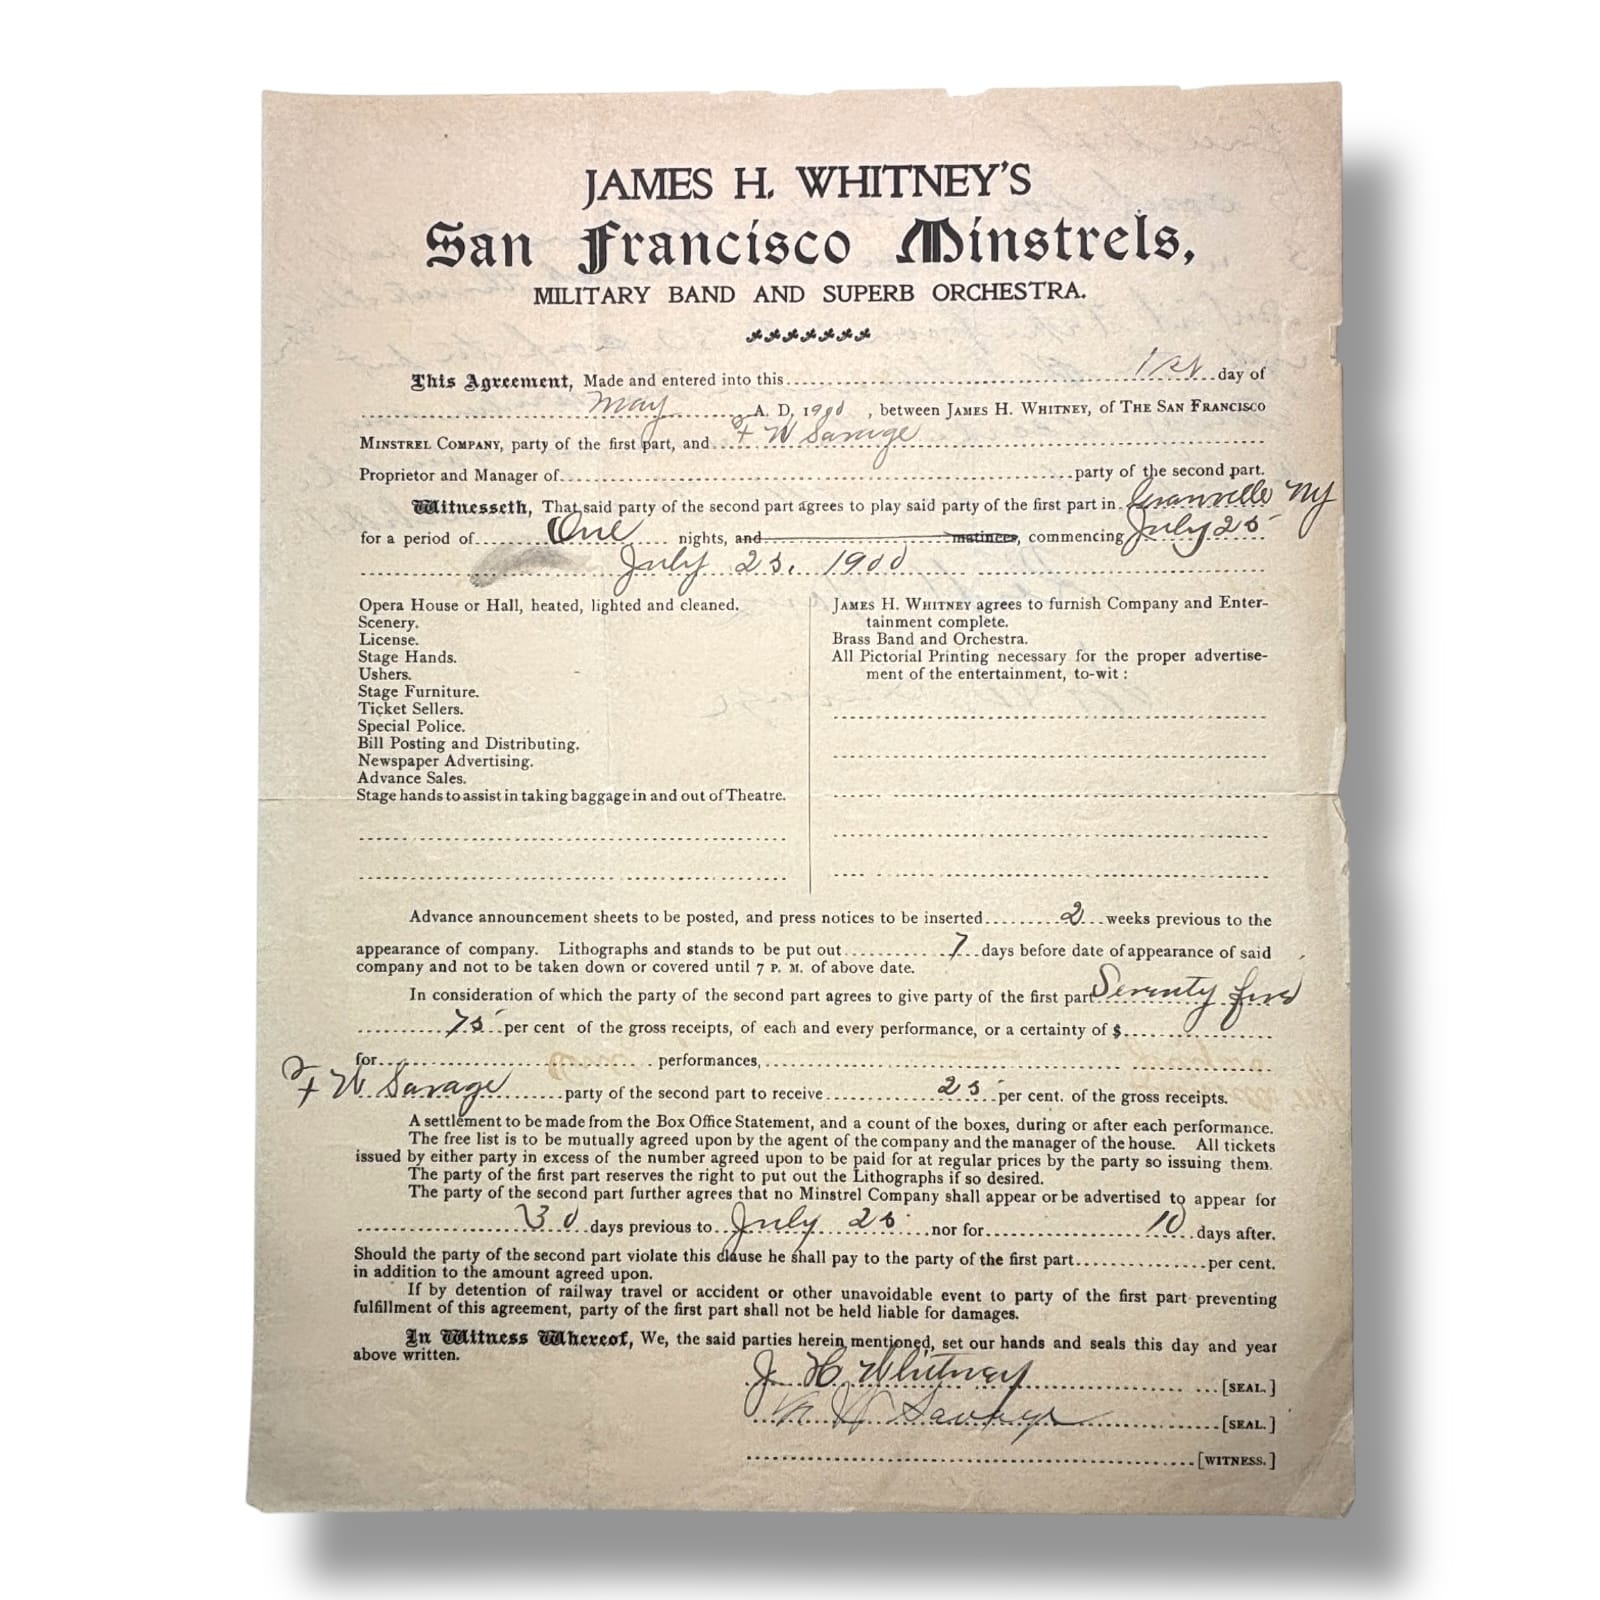 JAMES H. WHITNEY'S
San Francisco Minstrels,
MILITARY BAND AND SUPERB ORCHESTRA.
This Agreement, Made and entered into this 1st day of
May A. D. 1900, between JAMES H. WHITNEY, of THE SAN FRANCISCO
MINSTREL COMPANY, party of the first part, and F W Savage
Proprietor and Manager of party of the second part.
Witnesseth, That said party of the second part agrees to play said party of the first part in Granville NY
for a period of One nights, and matinees, commencing July 25
July 25. 1900
Opera House or Hall, heated, lighted and cleaned.
Scenery.
License.
Stage Hands.
Ushers.
Stage Furniture.
Ticket Sellers.
Special Police.
Bill Posting and Distributing.
Newspaper Advertising.
Advance Sales.
Stage hands to assist in taking baggage in and out of Theatre.
JAMES H. WHITNEY agrees to furnish Company and Enter-
tainment complete.
Brass Band and Orchestra.
All Pictorial Printing necessary for the proper advertise-
ment of the entertainment, to-wit :
Advance announcement sheets to be posted, and press notices to be inserted 2 weeks previous to the
appearance of company. Lithographs and stands to be put out 7 days before date of appearance of said
company and not to be taken down or covered until 7 P. M. of above date.
In consideration of which the party of the second part agrees to give party of the first part Seventy five
75 per cent of the gross receipts, of each and every performance, or a certainty of $
for performances,
F W Savage party of the second part to receive 25 per cent. of the gross receipts.
A settlement to be made from the Box Office Statement, and a count of the boxes, during or after each performance.
The free list is to be mutually agreed upon by the agent of the company and the manager of the house. All tickets
issued by either party in excess of the number agreed upon to be paid for at regular prices by the party so issuing them.
The party of the first part reserves the right to put out the Lithographs if so desired.
The party of the second part further agrees that no Minstrel Company shall appear or be advertised to appear for
30 days previous to July 25 nor for 10 days after.
Should the party of the second part violate this clause he shall pay to the party of the first part per cent.
in addition to the amount agreed upon.
If by detention of railway travel or accident or other unavoidable event to party of the first part preventing
fulfillment of this agreement, party of the first part shall not be held liable for damages.
In Witness Whereof, We, the said parties herein mentioned, set our hands and seals this day and year
above written.
J. H. Whitney [SEAL.]
W Savage [SEAL.]
[WITNESS.]